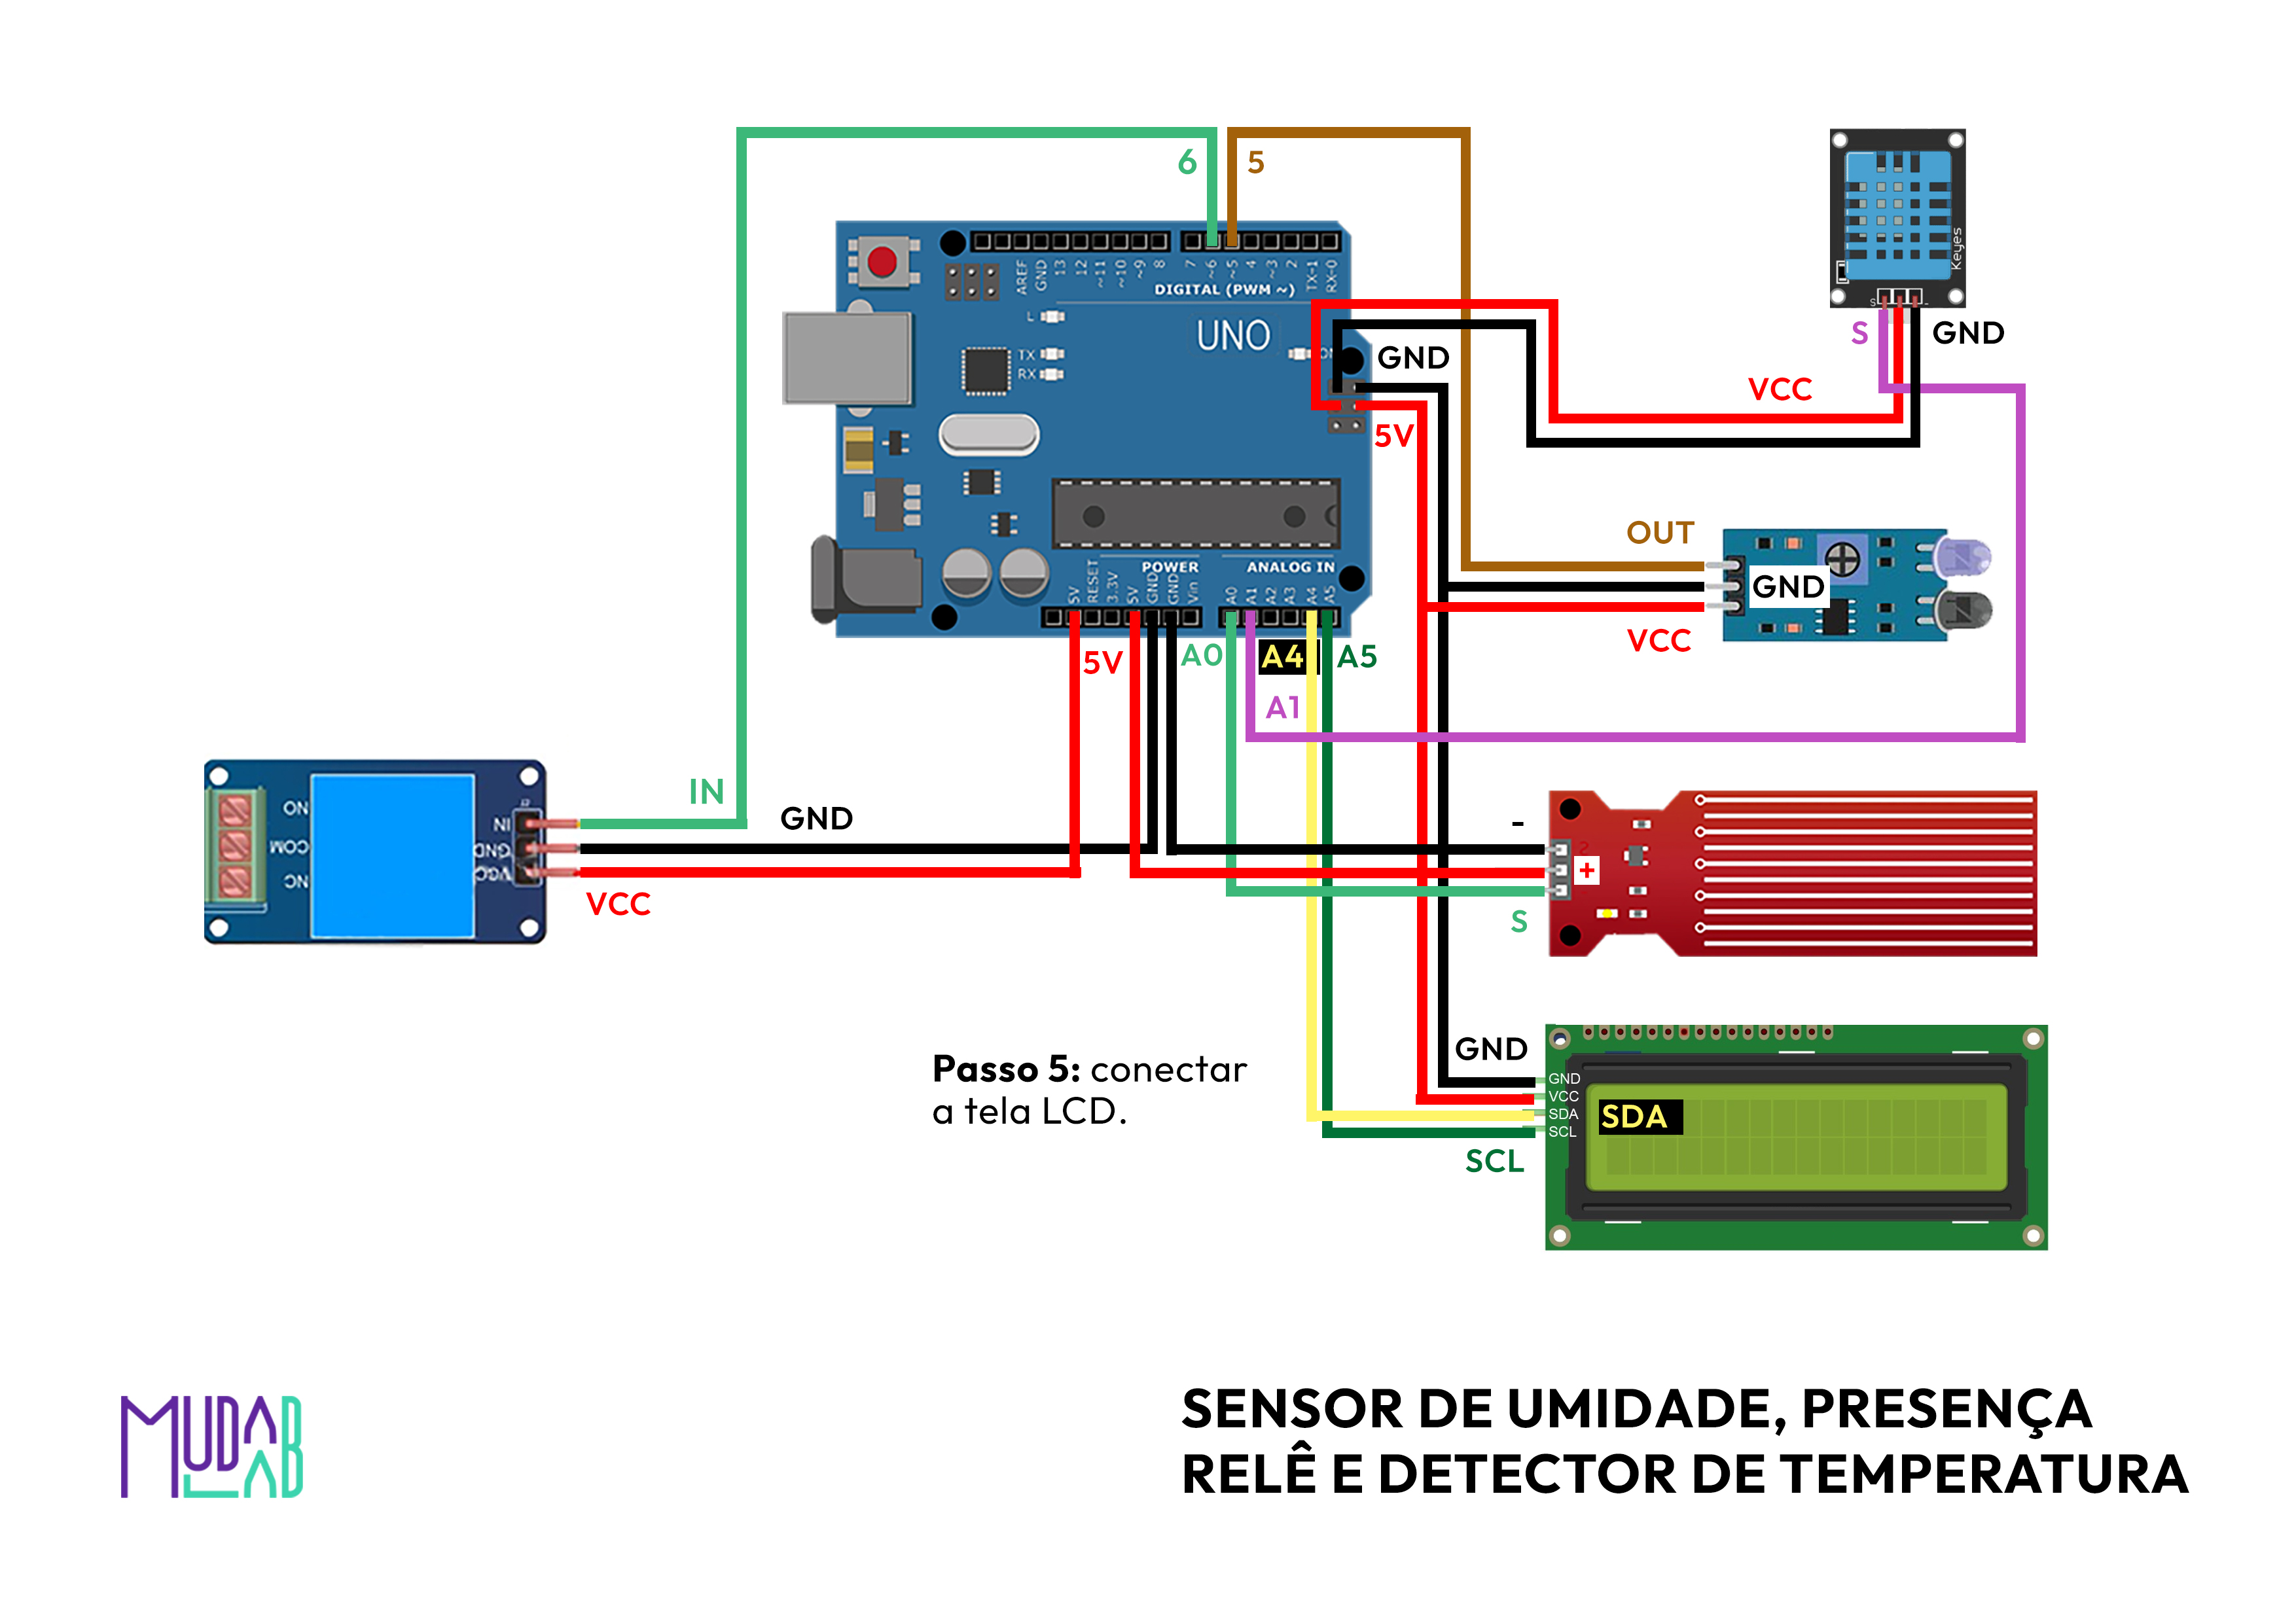 6
5
AREF
GND
13
12
~11
~10
~9
8
7
~6
~5
4
~3
2
TX-1
RX-0
DIGITAL (PWM ~)
L
TX
RX
UNO
ON
GND
5V
Keyes
S
-
S
GND
VCC
OUT
GND
VCC
POWER
ANALOG IN
5V
RESET
3.3V
5V
GND
GND
Vin
A0
A1
A2
A3
A4
A5
5V
A0
A4
A5
A1
NO
COM
NC
IN
GND
VCC
IN
GND
VCC
-
+
S
Passo 5: conectar
a tela LCD.
GND
GND
VCC
SDA
SCL
SDA
SCL
MUDALAB
SENSOR DE UMIDADE, PRESENÇA
RELÊ E DETECTOR DE TEMPERATURA